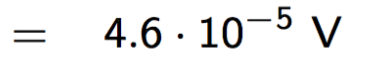 = 4.6 · 10⁻⁵ V